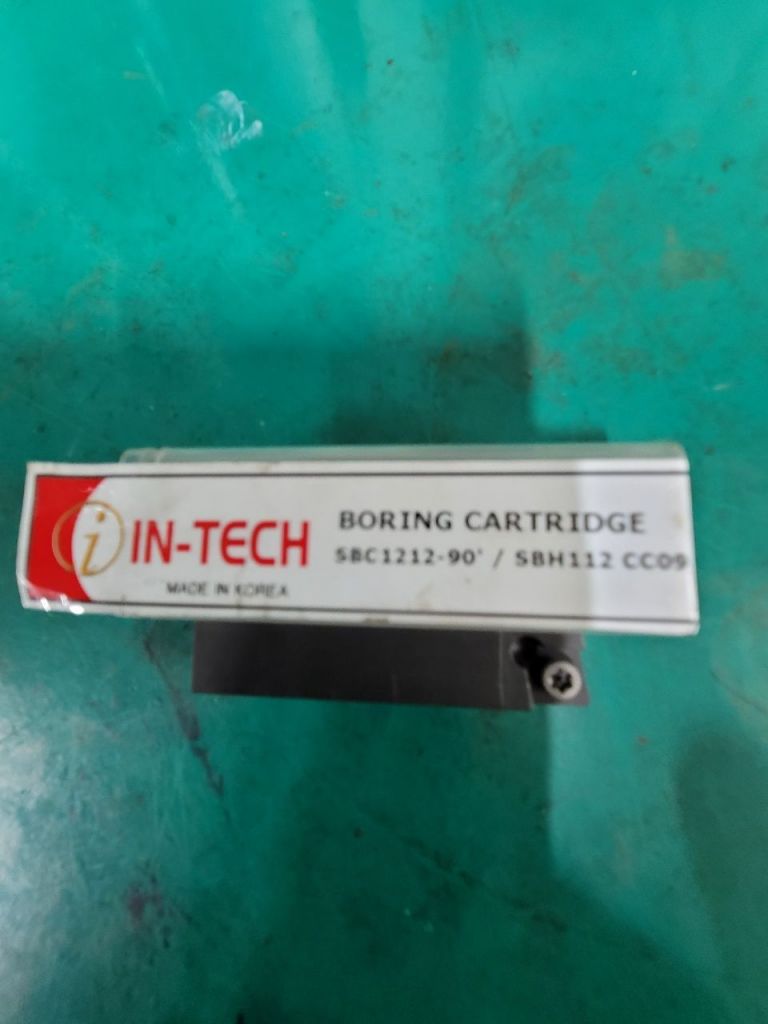 i IN-TECH
MADE IN KOREA
BORING CARTRIDGE
SBC1212-90' / SBH112 CC09